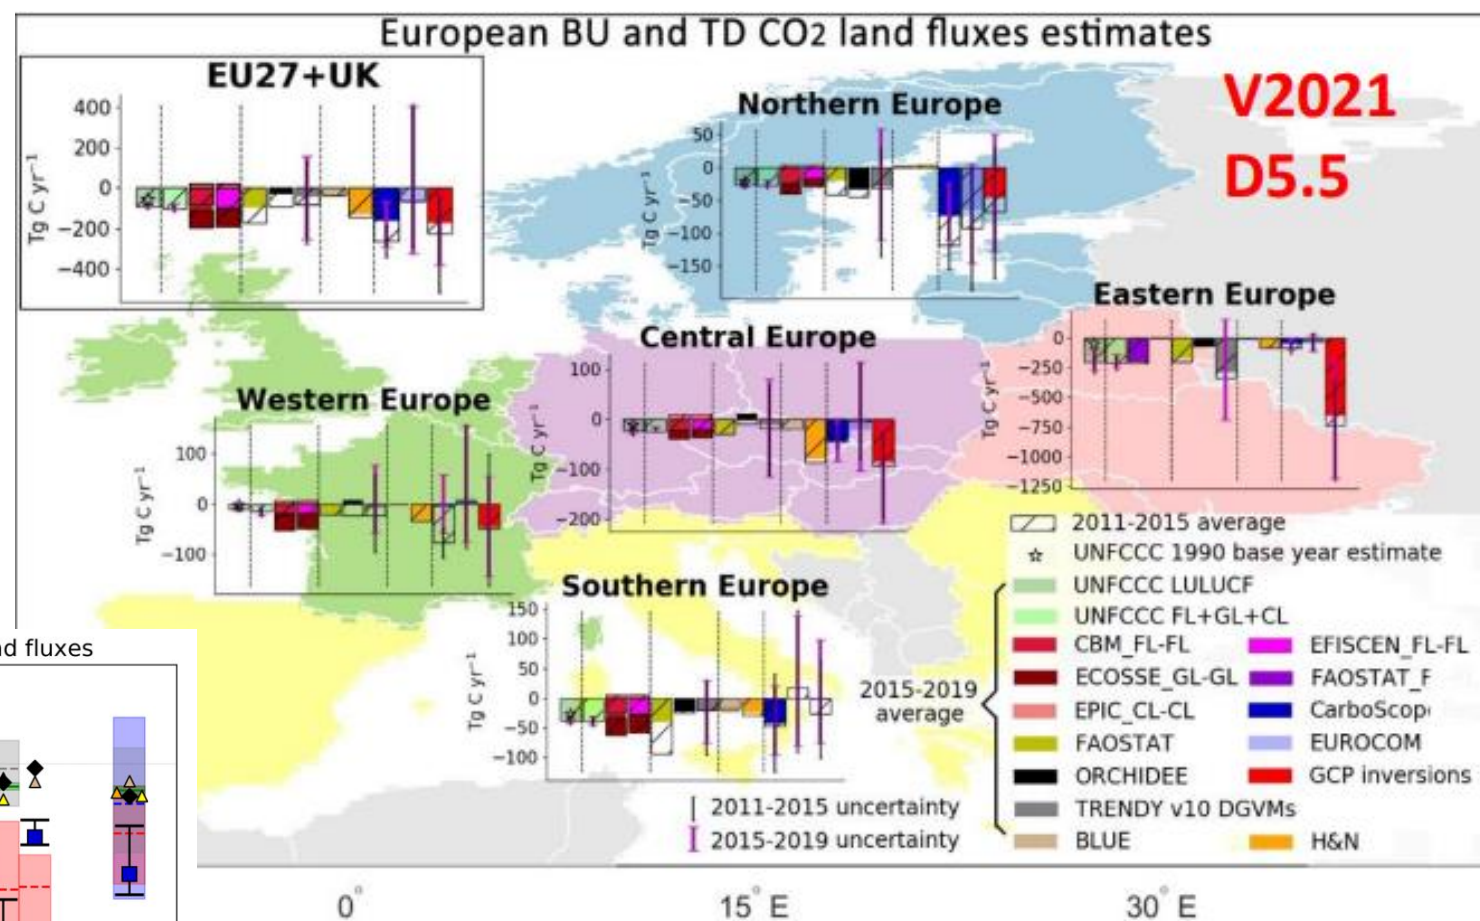 European BU and TD CO2 land fluxes estimates
V2021
D5.5
EU27+UK
Tg C yr⁻¹
400
200
0
−200
−400
Northern Europe
Tg C yr⁻¹
50
0
−50
−100
−150
Eastern Europe
Tg C yr⁻¹
0
−250
−500
−750
−1000
−1250
Central Europe
Tg C yr⁻¹
100
0
−100
−200
Western Europe
Tg C yr⁻¹
100
0
−100
Southern Europe
Tg C yr⁻¹
150
100
50
0
−50
−100
2011-2015 average
UNFCCC 1990 base year estimate
UNFCCC LULUCF
UNFCCC FL+GL+CL
CBM_FL-FL
EFISCEN_FL-FL
ECOSSE_GL-GL
FAOSTAT_F
EPIC_CL-CL
CarboScop
FAOSTAT
EUROCOM
ORCHIDEE
GCP inversions
TRENDY v10 DGVMs
BLUE
H&N
2015-2019
average
2011-2015 uncertainty
2015-2019 uncertainty
nd fluxes
0°
15° E
30° E